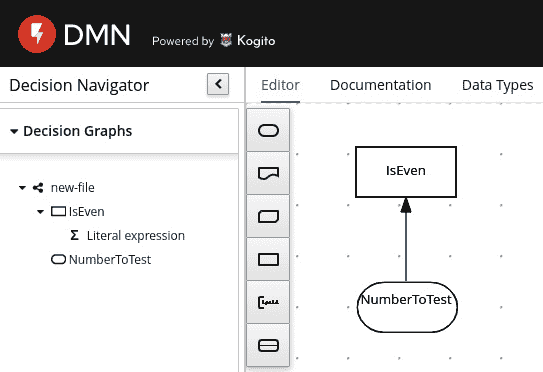 DMN Powered by Kogito
Decision Navigator
Editor Documentation Data Types
Decision Graphs
new-file
IsEven
Literal expression
NumberToTest
IsEven
NumberToTest